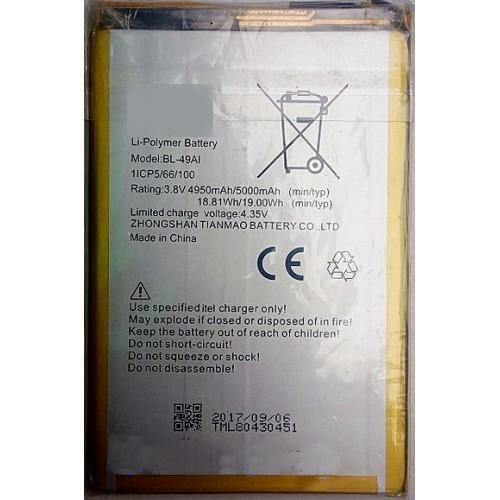 Li-Polymer Battery
Model:BL-49AI
1ICP5/66/100
Rating:3.8V 4950mAh/5000mAh (min/typ)
18.81Wh/19.00Wh (min/typ)
Limited charge voltage:4.35V
ZHONGSHAN TIANMAO BATTERY CO.,LTD
Made in China
CE
Use specified itel charger only!
May explode if closed or disposed of in fire!
Keep the battery out of reach of children!
Do not short-circuit!
Do not squeeze or shock!
Do not disassemble!
2017/09/06
TML80430451